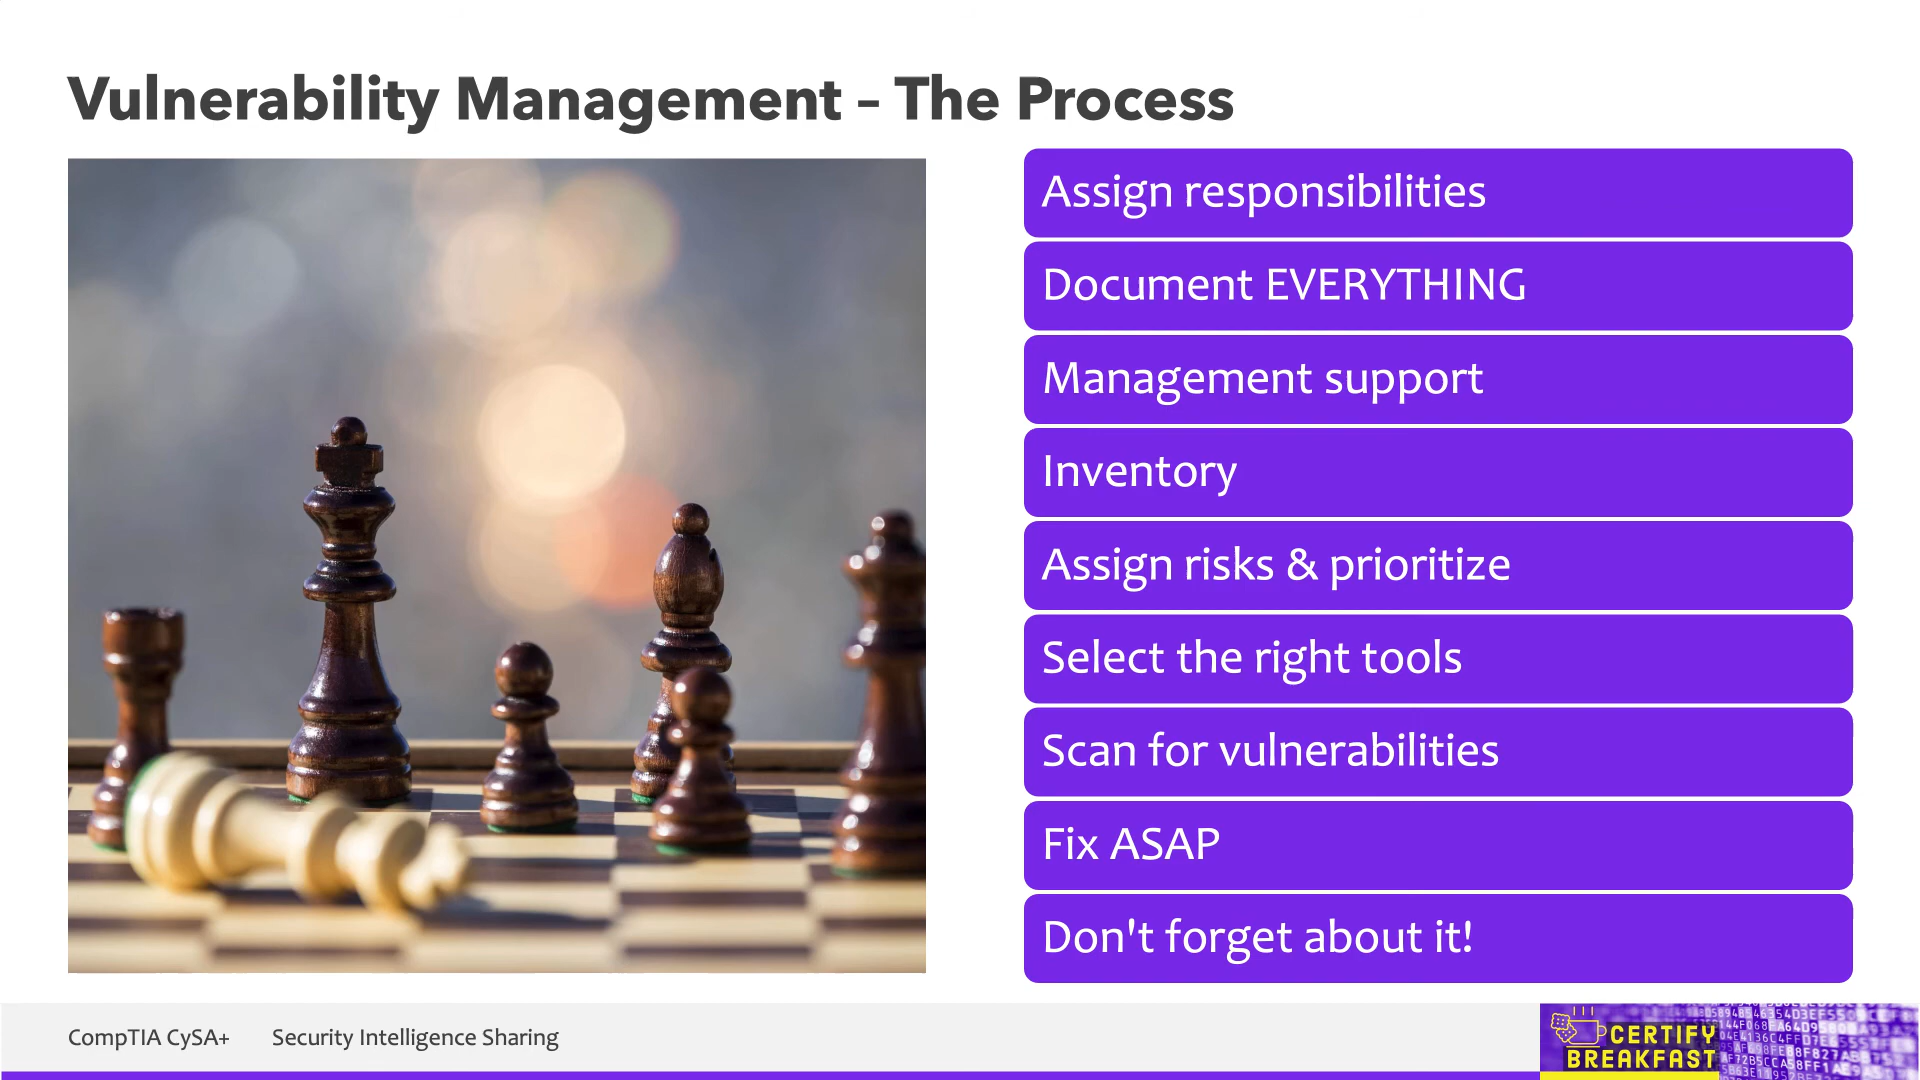 Vulnerability Management – The Process
Assign responsibilities
Document EVERYTHING
Management support
Inventory
Assign risks & prioritize
Select the right tools
Scan for vulnerabilities
Fix ASAP
Don't forget about it!
CompTIA CySA+ Security Intelligence Sharing
CERTIFY
BREAKFAST